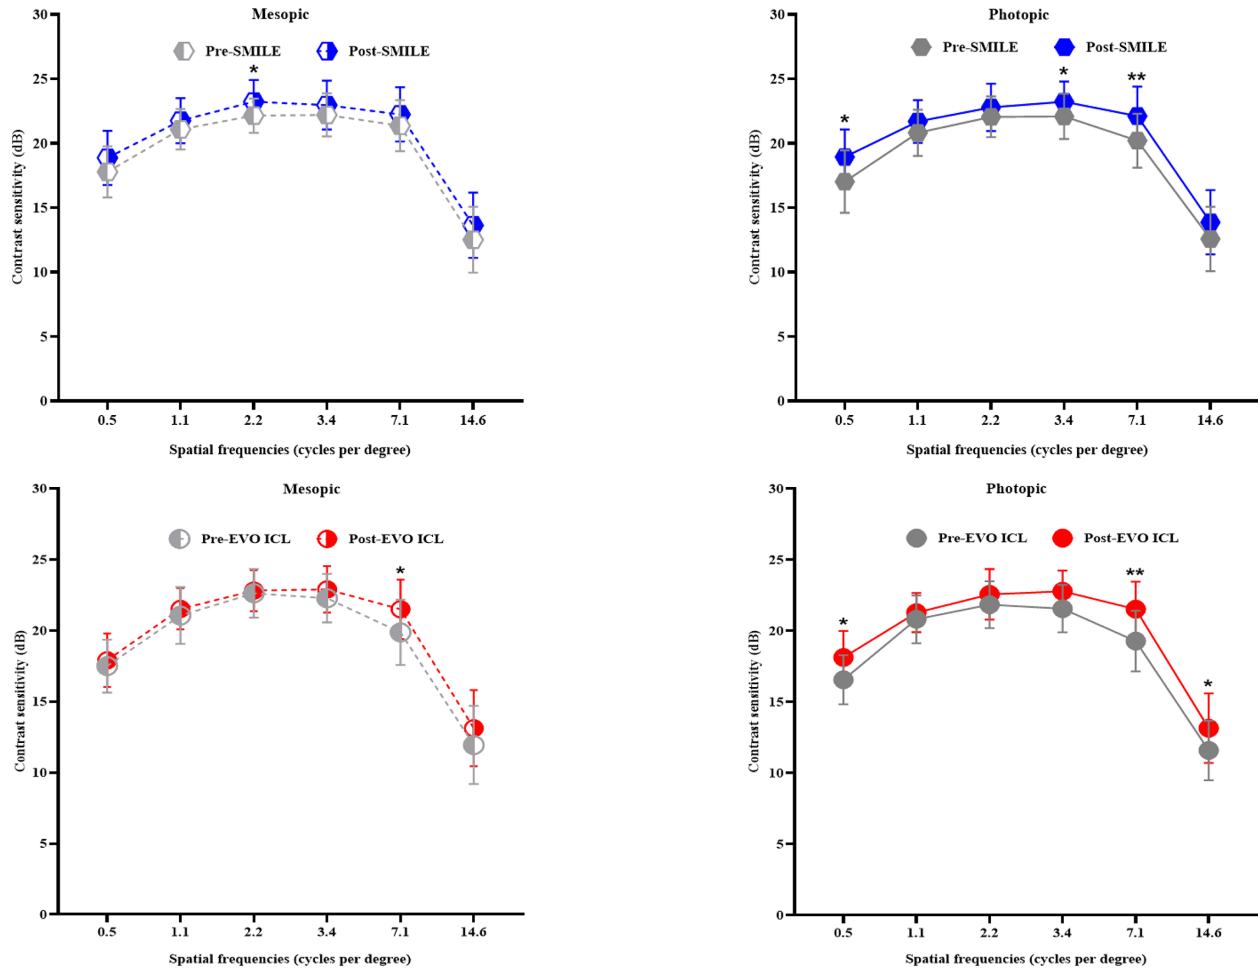 Mesopic
Pre-SMILE Post-SMILE
*
30
25
20
15
10
5
0
Contrast sensitivity (dB)
0.5 1.1 2.2 3.4 7.1 14.6
Spatial frequencies (cycles per degree)
Photopic
Pre-SMILE Post-SMILE
* * **
30
25
20
15
10
5
0
Contrast sensitivity (dB)
0.5 1.1 2.2 3.4 7.1 14.6
Spatial frequencies (cycles per degree)
Mesopic
Pre-EVO ICL Post-EVO ICL
*
30
25
20
15
10
5
0
Contrast sensitivity (dB)
0.5 1.1 2.2 3.4 7.1 14.6
Spatial frequencies (cycles per degree)
Photopic
Pre-EVO ICL Post-EVO ICL
* ** *
30
25
20
15
10
5
0
Contrast sensitivity (dB)
0.5 1.1 2.2 3.4 7.1 14.6
Spatial frequencies (cycles per degree)